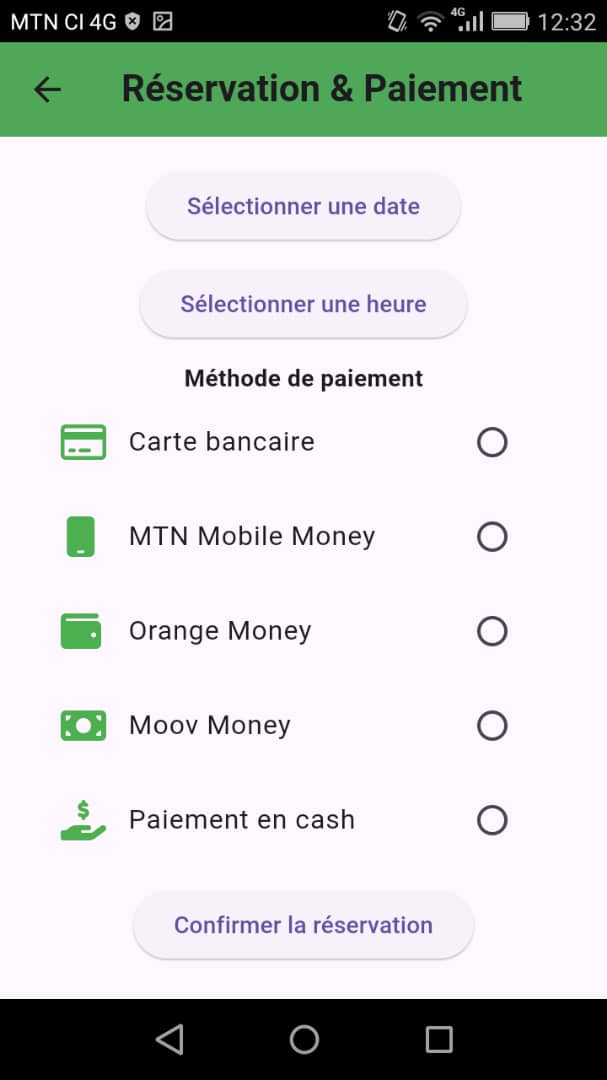 MTN CI 4G 4G 12:32
Réservation & Paiement
Sélectionner une date
Sélectionner une heure
Méthode de paiement
Carte bancaire
MTN Mobile Money
Orange Money
Moov Money
$
Paiement en cash
Confirmer la réservation